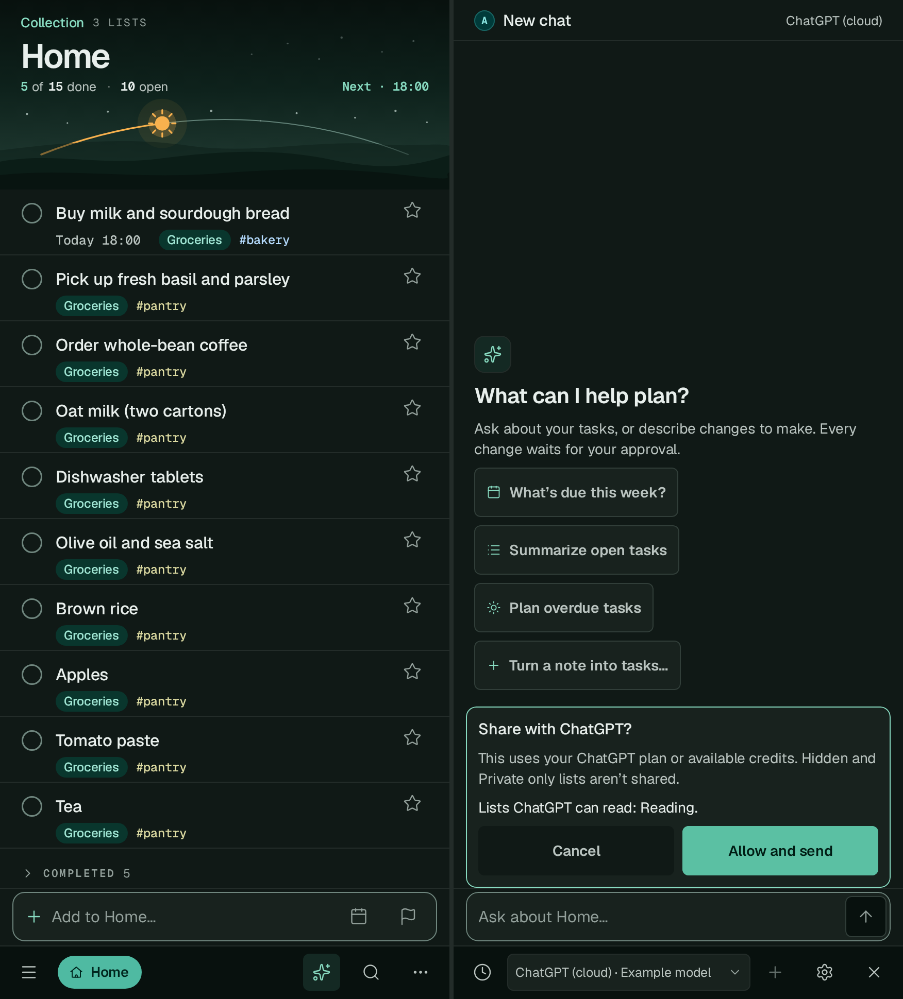 Collection 3 LISTS
Home
5 of 15 done · 10 open
Next · 18:00
Buy milk and sourdough bread
Today 18:00 Groceries #bakery
Pick up fresh basil and parsley
Groceries #pantry
Order whole-bean coffee
Groceries #pantry
Oat milk (two cartons)
Groceries #pantry
Dishwasher tablets
Groceries #pantry
Olive oil and sea salt
Groceries #pantry
Brown rice
Groceries #pantry
Apples
Groceries #pantry
Tomato paste
Groceries #pantry
Tea
Groceries #pantry
COMPLETED 5
Add to Home...
Home
A New chat
ChatGPT (cloud)
What can I help plan?
Ask about your tasks, or describe changes to make. Every
change waits for your approval.
What's due this week?
Summarize open tasks
Plan overdue tasks
Turn a note into tasks...
Share with ChatGPT?
This uses your ChatGPT plan or available credits. Hidden and
Private only lists aren't shared.
Lists ChatGPT can read: Reading.
Cancel
Allow and send
Ask about Home...
ChatGPT (cloud) · Example model